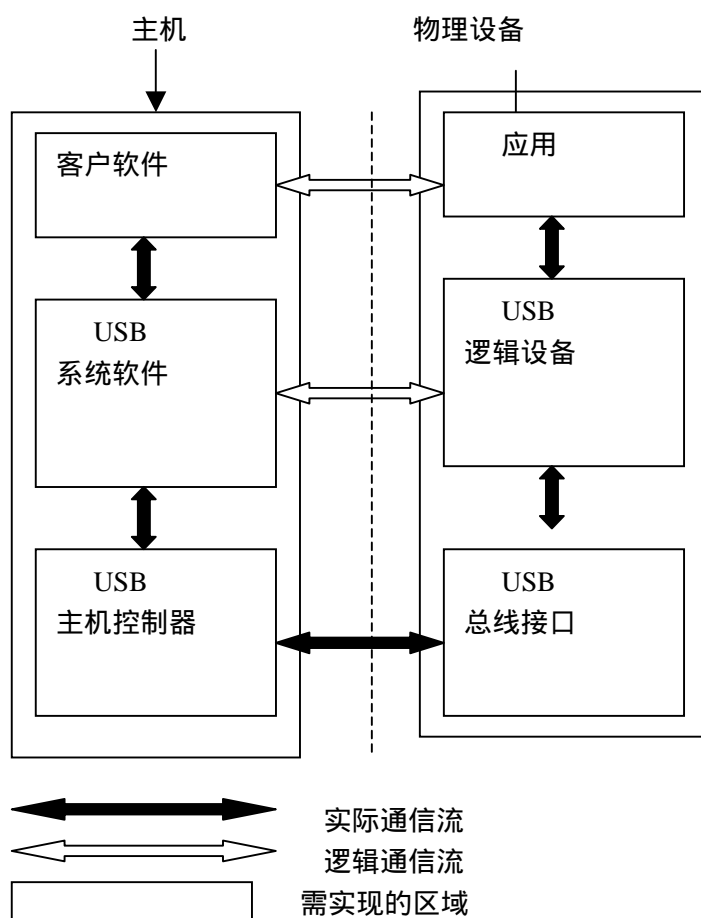 主机
物理设备
客户软件
应用
USB
系统软件
USB
逻辑设备
USB
主机控制器
USB
总线接口
实际通信流
逻辑通信流
需实现的区域